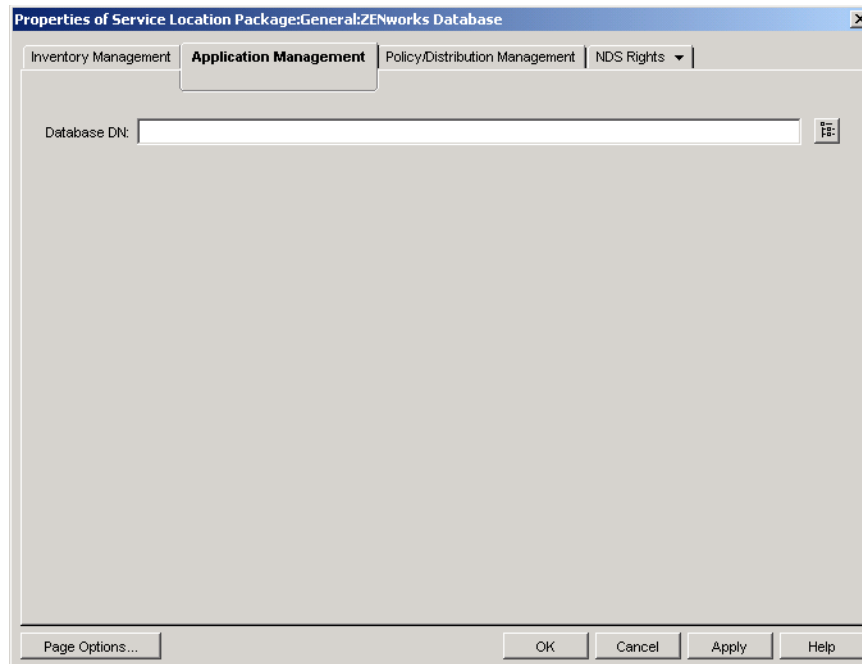 Properties of Service Location Package:General:ZENworks Database
Inventory Management Application Management Policy/Distribution Management NDS Rights
Database DN:
Page Options... OK Cancel Apply Help